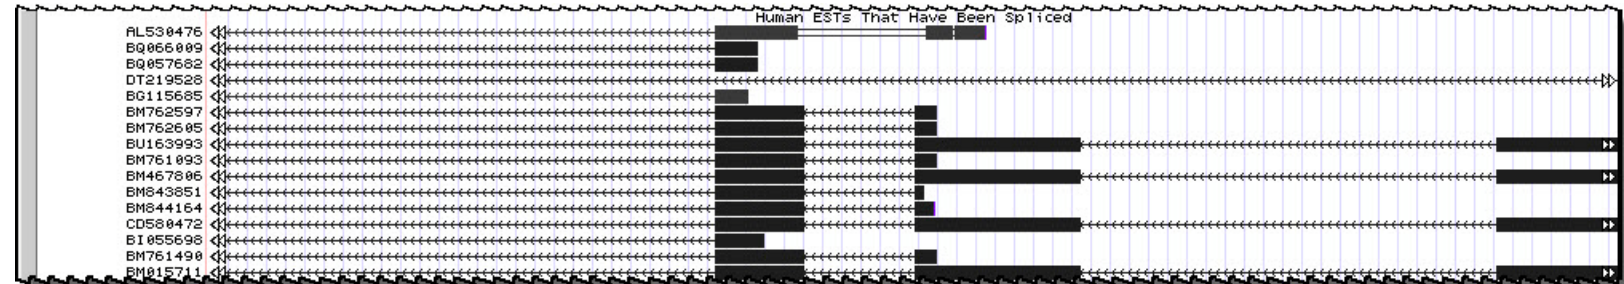 Human ESTs That Have Been Spliced
AL530476
BQ066009
BQ057682
DT219528
BG115685
BM762597
BM762605
BU163993
BM761093
BM467806
BM843851
BM844164
CD580472
BI055698
BM761490
BM015711